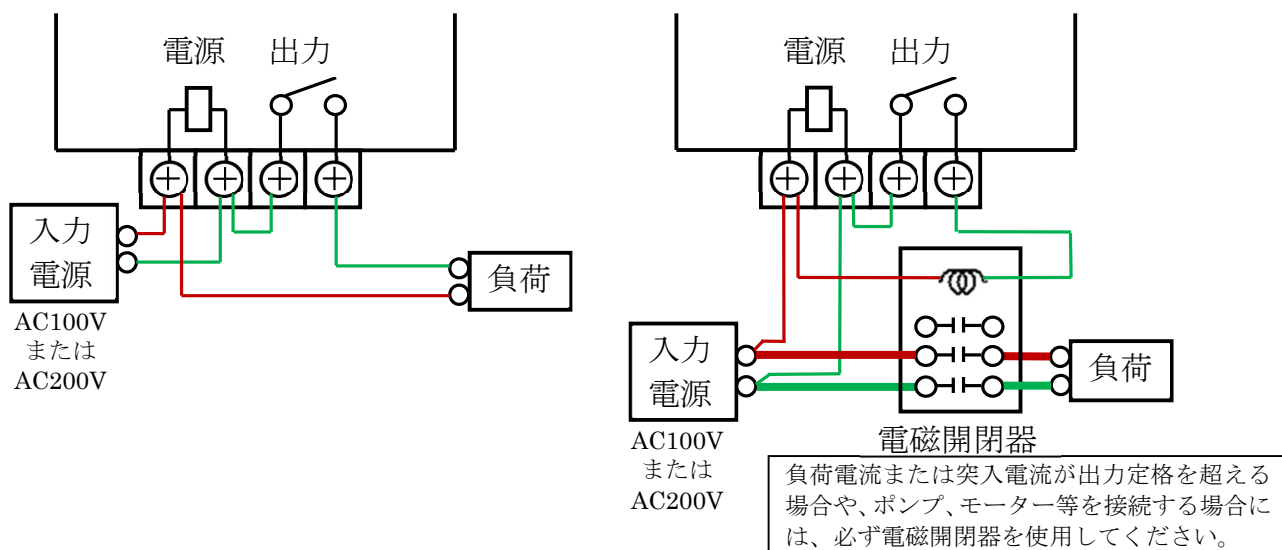 電源 出力
入力
電源
AC100V
または
AC200V
負荷
電源 出力
入力
電源
AC100V
または
AC200V
負荷
電磁開閉器
負荷電流または突入電流が出力定格を超える
場合や、ポンプ、モーター等を接続する場合に
は、必ず電磁開閉器を使用してください。